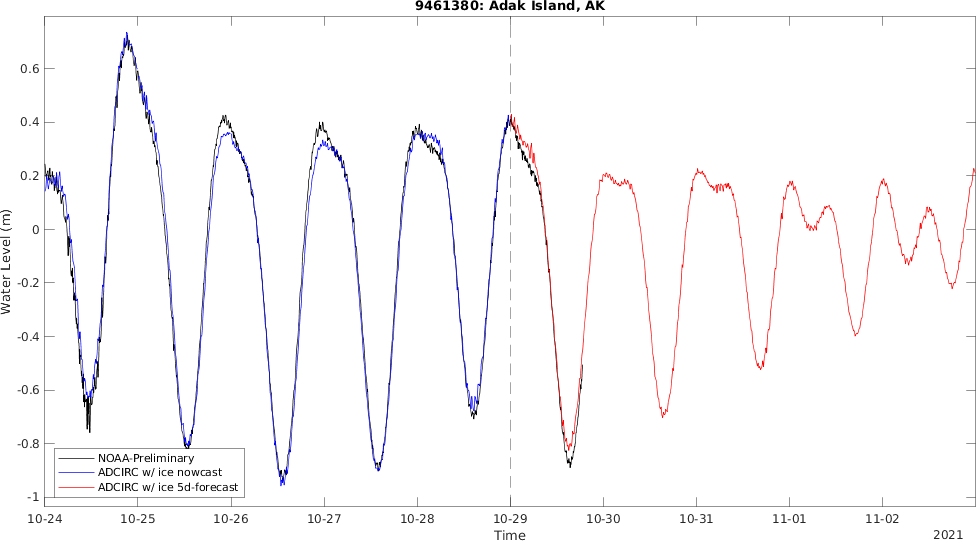 9461380: Adak Island, AK
Water Level (m)
0.6
0.4
0.2
0
-0.2
-0.4
-0.6
-0.8
-1
NOAA-Preliminary
ADCIRC w/ ice nowcast
ADCIRC w/ ice 5d-forecast
10-24 10-25 10-26 10-27 10-28 10-29 10-30 10-31 11-01 11-02
Time
2021